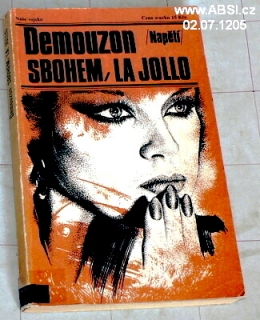 www.ABSI.cz
02.07.1205
Demouzon /Napětí/
SBOHEM, LA JOLLO